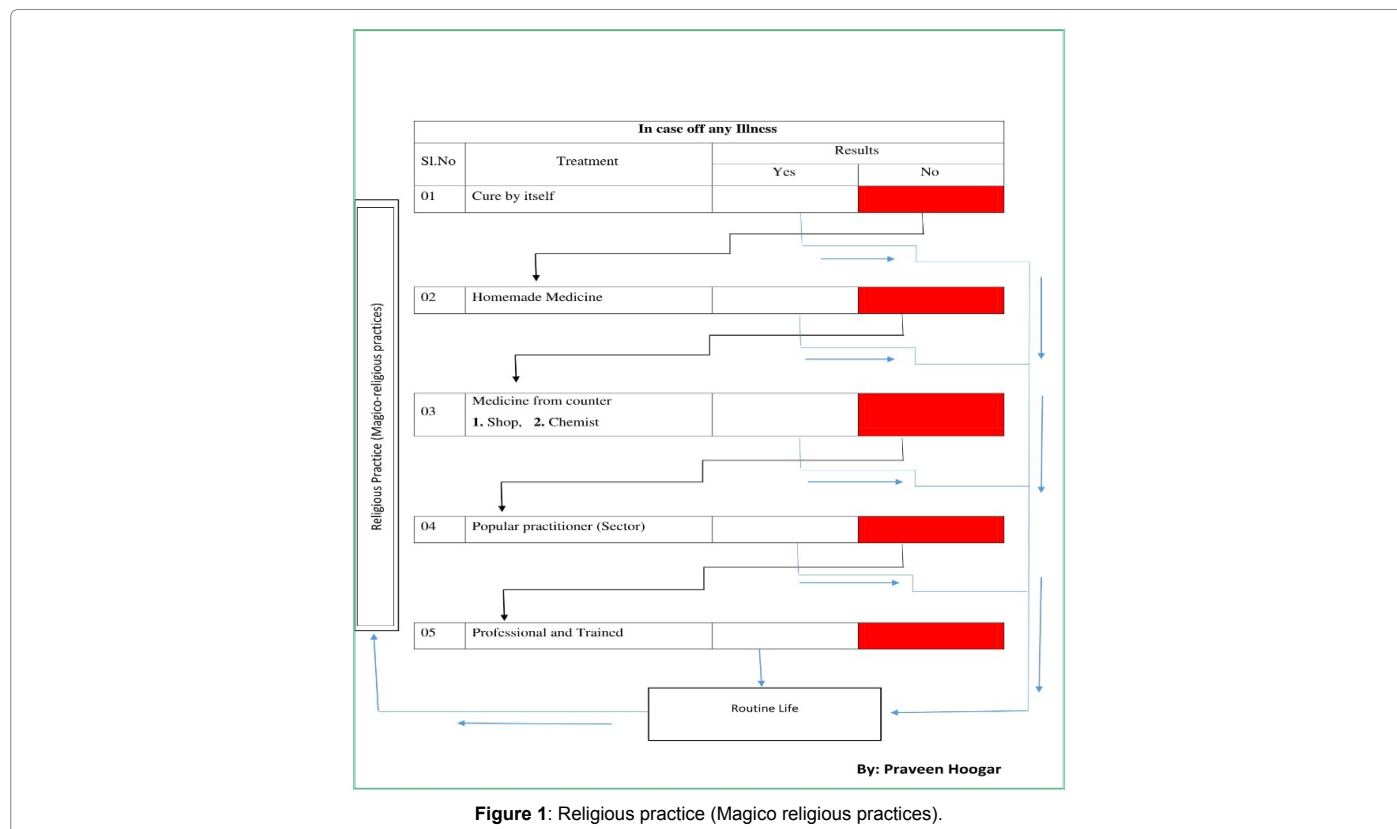 In case off any Illness
Sl.No
Treatment
Results
Yes
No
01
Cure by itself
02
Homemade Medicine
03
Medicine from counter
1. Shop, 2. Chemist
04
Popular practitioner (Sector)
05
Professional and Trained
Religious Practice (Magico-religious practices)
Routine Life
By: Praveen Hoogar
Figure 1: Religious practice (Magico religious practices).